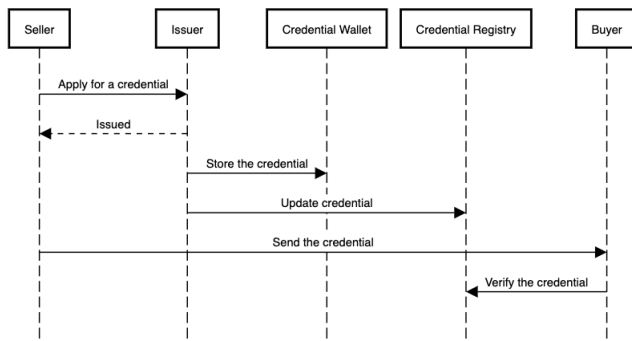 Seller
Issuer
Credential Wallet
Credential Registry
Buyer
Apply for a credential
Issued
Store the credential
Update credential
Send the credential
Verify the credential